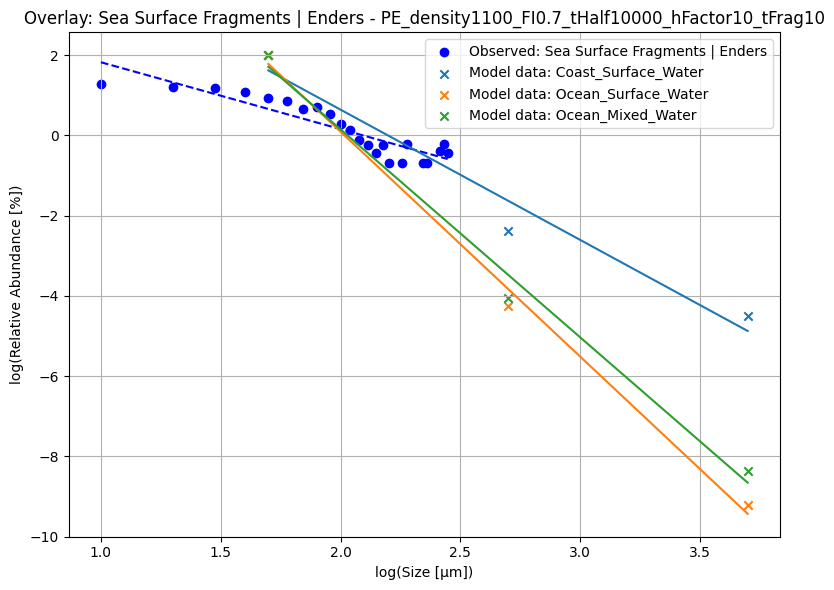 Overlay: Sea Surface Fragments | Enders - PE_density1100_FI0.7_tHalf10000_hFactor10_tFrag10
Observed: Sea Surface Fragments | Enders
Model data: Coast_Surface_Water
Model data: Ocean_Surface_Water
Model data: Ocean_Mixed_Water
log(Relative Abundance [%])
2
0
−2
−4
−6
−8
−10
1.0 1.5 2.0 2.5 3.0 3.5
log(Size [µm])